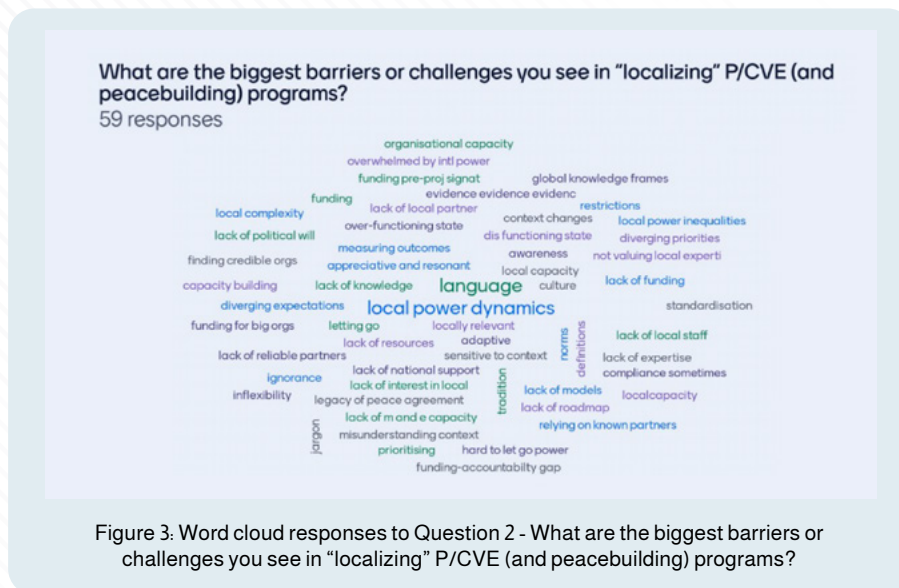 What are the biggest barriers or challenges you see in “localizing” P/CVE (and
peacebuilding) programs?
59 responses
organisational capacity
overwhelmed by intl power
funding pre-proj signat
global knowledge frames
funding
evidence evidence evidenc
restrictions
local complexity
lack of local partner
context changes
local power inequalities
over-functioning state
lack of political will
dis functioning state
diverging priorities
measuring outcomes
awareness
not valuing local experti
finding credible orgs
appreciative and resonant
local capacity
lack of funding
capacity building
lack of knowledge
language
culture
diverging expectations
local power dynamics
standardisation
funding for big orgs
letting go
locally relevant
norms
definitions
lack of local staff
lack of resources
adaptive
lack of reliable partners
sensitive to context
lack of expertise
lack of national support
compliance sometimes
ignorance
lack of interest in local
tradition
lack of models
localcapacity
inflexibility
legacy of peace agreement
lack of roadmap
lack of m and e capacity
relying on known partners
jargon
misunderstanding context
prioritising
hard to let go power
funding-accountabilty gap
Figure 3: Word cloud responses to Question 2 - What are the biggest barriers or
challenges you see in “localizing” P/CVE (and peacebuilding) programs?